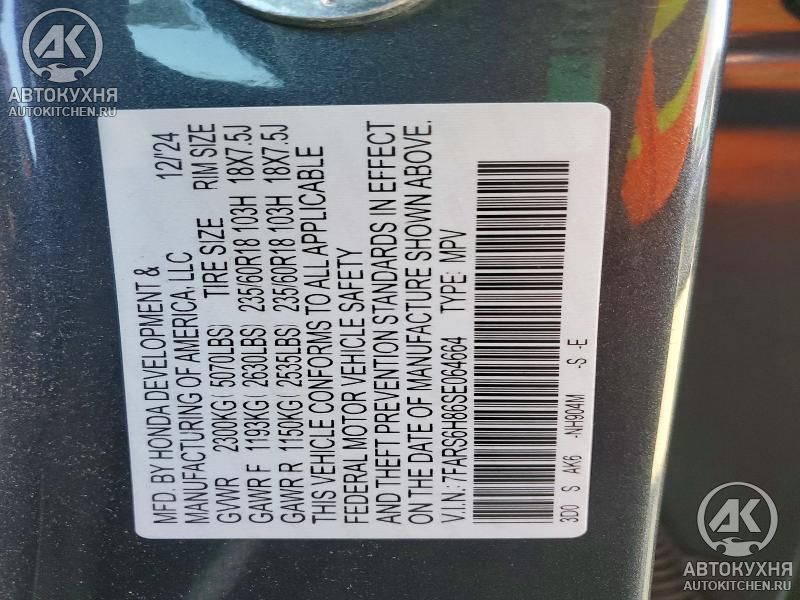 AK
АВТОКУХНЯ
AUTOKITCHEN.RU
MFD. BY HONDA DEVELOPMENT &
MANUFACTURING OF AMERICA, LLC 12/'24
GVWR 2300KG( 5070LBS) TIRE SIZE RIM SIZE
GAWR F 1193KG( 2630LBS) 235/60R18 103H 18X7.5J
GAWR R 1150KG( 2535LBS) 235/60R18 103H 18X7.5J
THIS VEHICLE CONFORMS TO ALL APPLICABLE
FEDERAL MOTOR VEHICLE SAFETY
AND THEFT PREVENTION STANDARDS IN EFFECT
ON THE DATE OF MANUFACTURE SHOWN ABOVE.
V.I.N.:7FARS6H86SE064664 TYPE: MPV
3D0 S AK6 -NH904M -S -E
AK
АВТОКУХНЯ
AUTOKITCHEN.RU